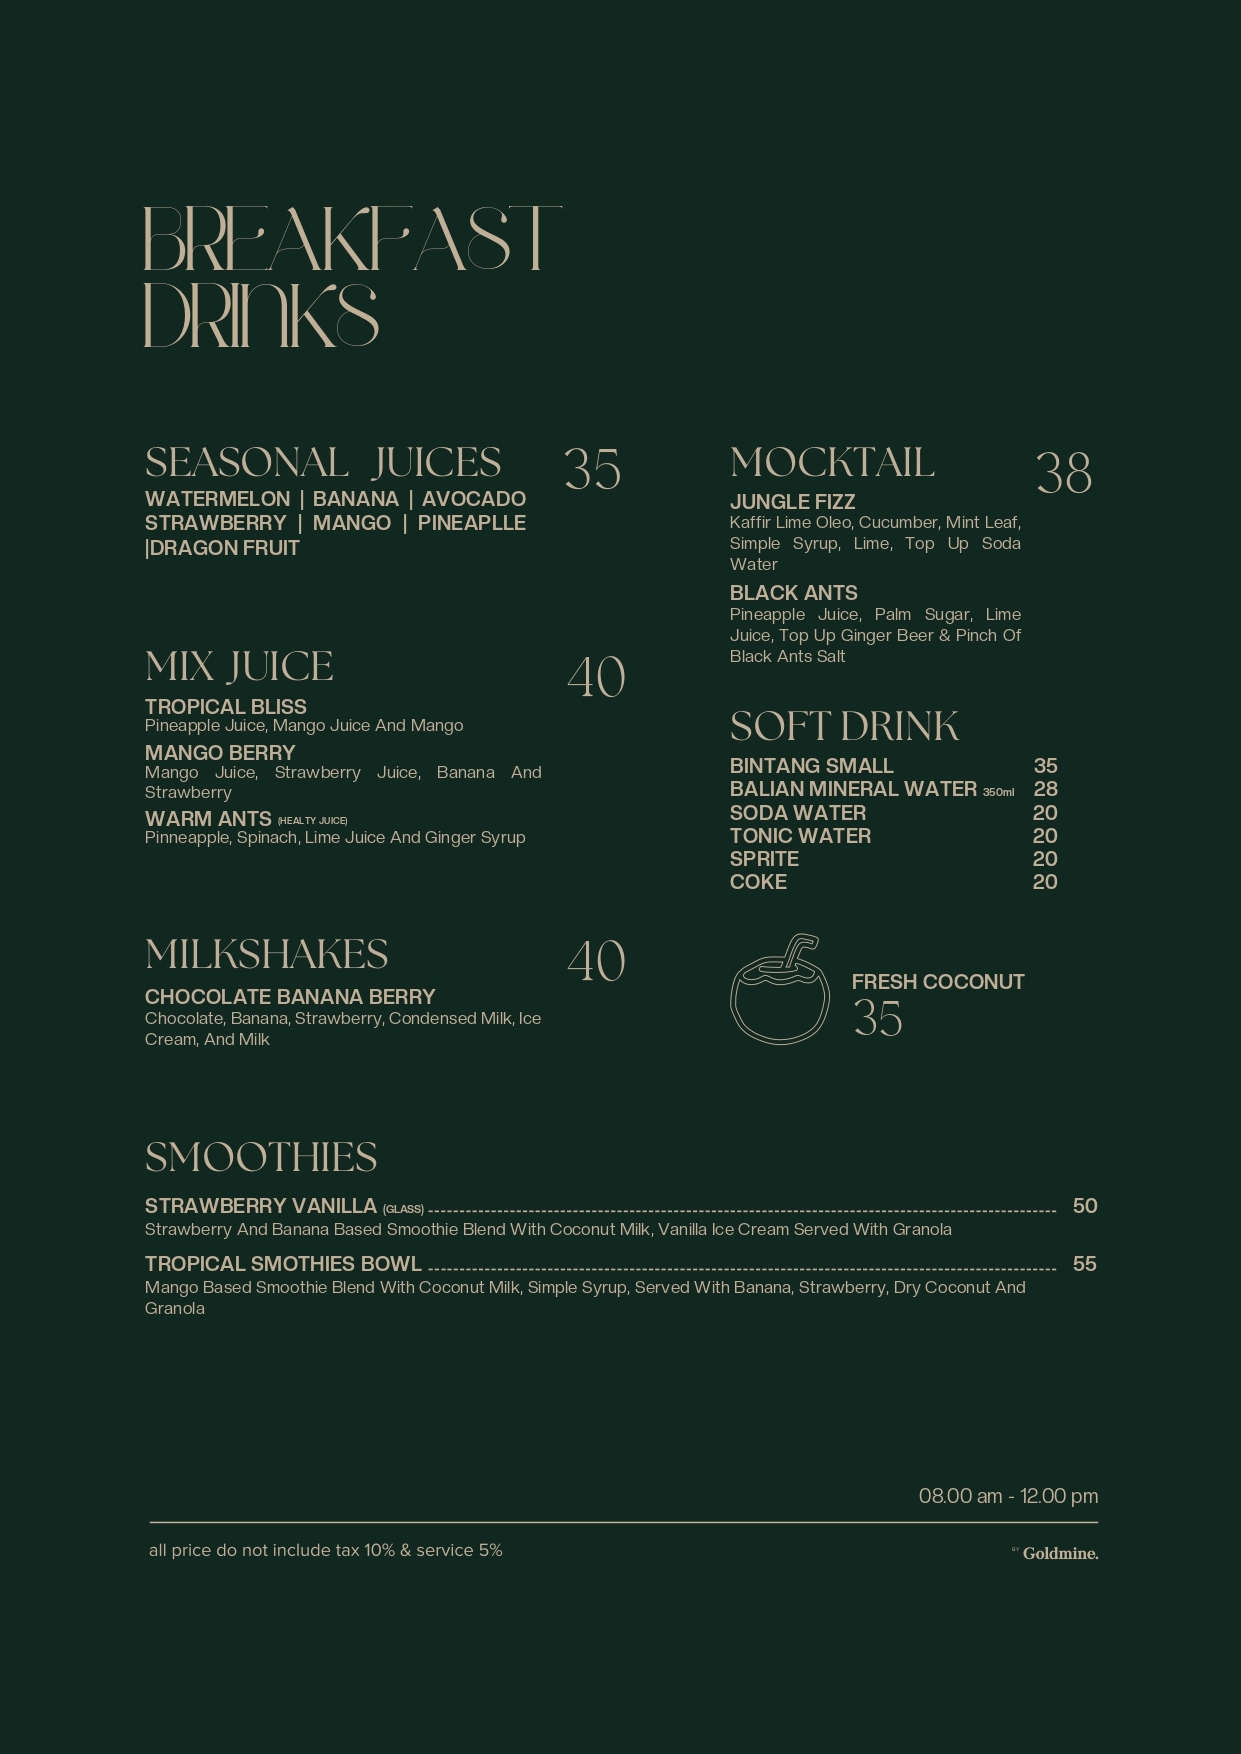 BREAKFAST
DRINKS
SEASONAL JUICES 35
WATERMELON | BANANA | AVOCADO
STRAWBERRY | MANGO | PINEAPLLE
|DRAGON FRUIT
MIX JUICE 40
TROPICAL BLISS
Pineapple Juice, Mango Juice And Mango
MANGO BERRY
Mango Juice, Strawberry Juice, Banana And
Strawberry
WARM ANTS (HEALTY JUICE)
Pinneapple, Spinach, Lime Juice And Ginger Syrup
MILKSHAKES 40
CHOCOLATE BANANA BERRY
Chocolate, Banana, Strawberry, Condensed Milk, Ice
Cream, And Milk
MOCKTAIL 38
JUNGLE FIZZ
Kaffir Lime Oleo, Cucumber, Mint Leaf,
Simple Syrup, Lime, Top Up Soda
Water
BLACK ANTS
Pineapple Juice, Palm Sugar, Lime
Juice, Top Up Ginger Beer & Pinch Of
Black Ants Salt
SOFT DRINK
BINTANG SMALL 35
BALIAN MINERAL WATER 350ml 28
SODA WATER 20
TONIC WATER 20
SPRITE 20
COKE 20
FRESH COCONUT
35
SMOOTHIES
STRAWBERRY VANILLA (GLASS) 50
Strawberry And Banana Based Smoothie Blend With Coconut Milk, Vanilla Ice Cream Served With Granola
TROPICAL SMOTHIES BOWL 55
Mango Based Smoothie Blend With Coconut Milk, Simple Syrup, Served With Banana, Strawberry, Dry Coconut And
Granola
08.00 am - 12.00 pm
all price do not include tax 10% & service 5%
BY Goldmine.